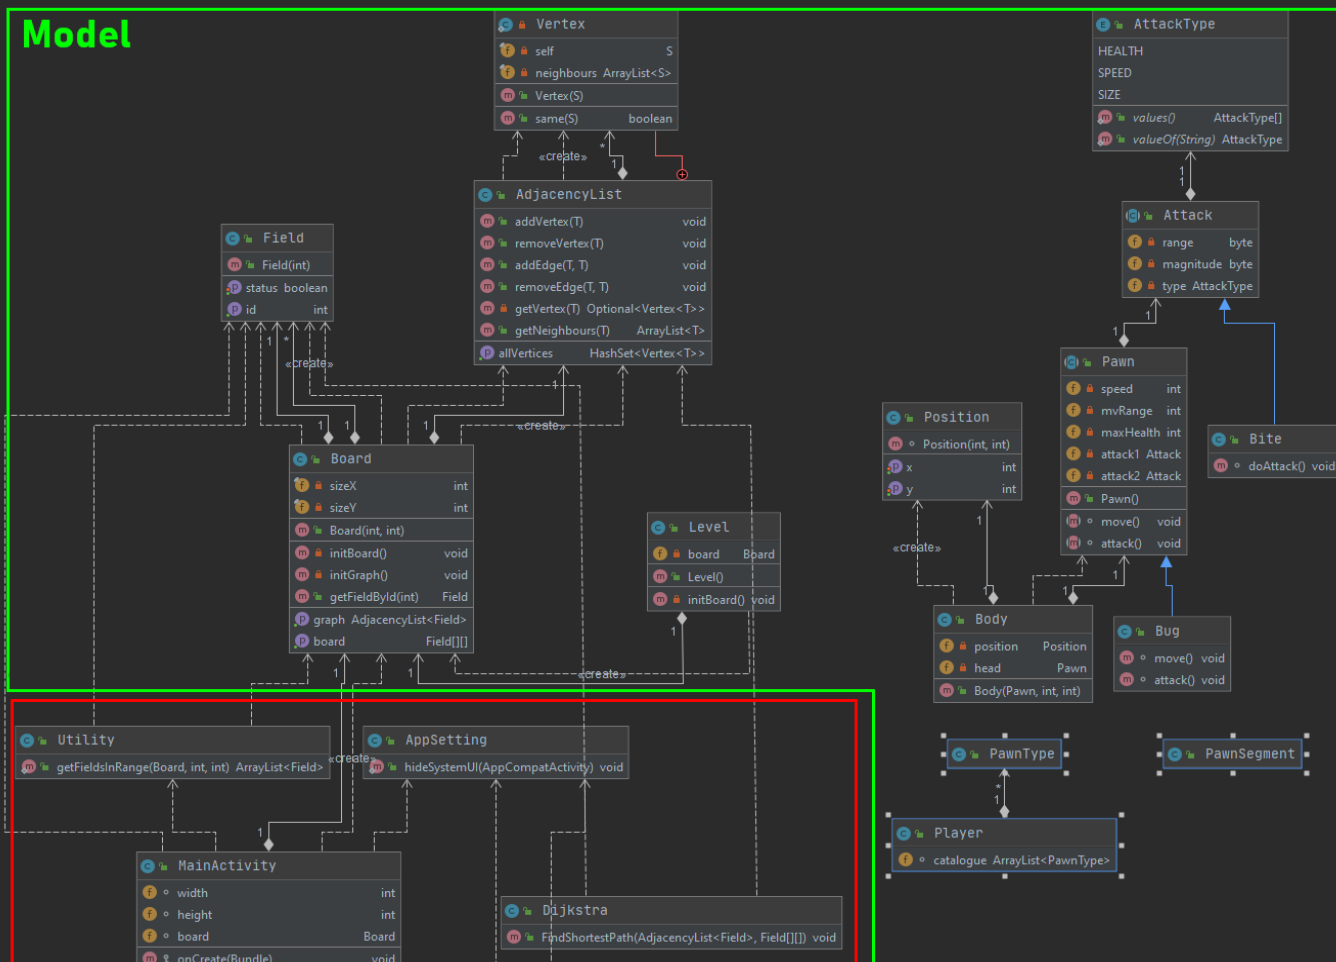 Model
Vertex
self S
neighbours ArrayList<S>
Vertex(S)
same(S) boolean
«create»
*
1
AttackType
HEALTH
SPEED
SIZE
values() AttackType[]
valueOf(String) AttackType
1
1
AdjacencyList
addVertex(T) void
removeVertex(T) void
addEdge(T, T) void
removeEdge(T, T) void
getVertex(T) Optional<Vertex<T>>
getNeighbours(T) ArrayList<T>
allVertices HashSet<Vertex<T>>
Attack
range byte
magnitude byte
type AttackType
1
1
Field
Field(int)
status boolean
id int
1
*
«create»
1
1
1
1
«create»
Pawn
speed int
mvRange int
maxHealth int
attack1 Attack
attack2 Attack
Pawn()
move() void
attack() void
Bite
doAttack() void
Position
Position(int, int)
x int
y int
1
«create»
1
1
1
Board
sizeX int
sizeY int
Board(int, int)
initBoard() void
initGraph() void
getFieldById(int) Field
graph AdjacencyList<Field>
board Field[][]
Level
board Board
Level()
initBoard() void
1
1
1
«create»
Body
position Position
head Pawn
Body(Pawn, int, int)
Bug
move() void
attack() void
Utility
getFieldsInRange(Board, int, int) ArrayList<Field>
«create»
AppSetting
hideSystemUI(AppCompatActivity) void
PawnType
PawnSegment
*
1
Player
catalogue ArrayList<PawnType>
1
MainActivity
width int
height int
board Board
onCreate(Bundle) void
Dijkstra
FindShortestPath(AdjacencyList<Field>, Field[][]) void